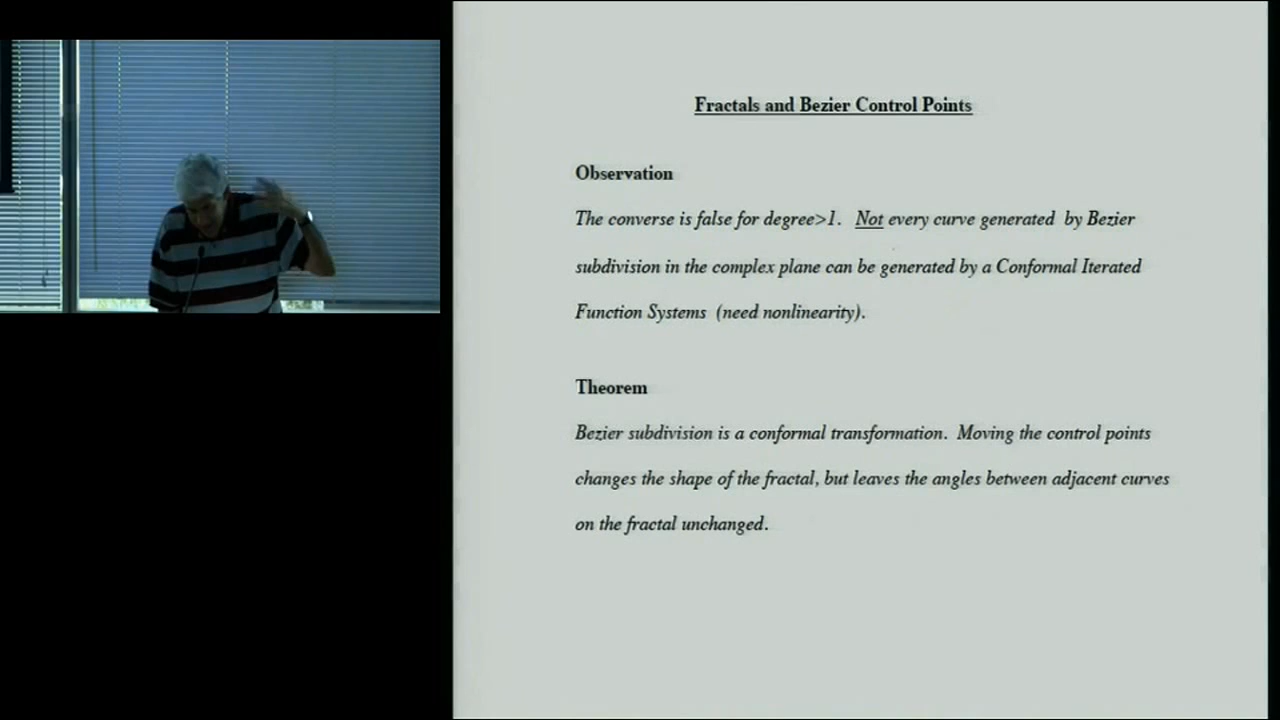 Fractals and Bezier Control Points
Observation
The converse is false for degree>1. Not every curve generated by Bezier
subdivision in the complex plane can be generated by a Conformal Iterated
Function Systems (need nonlinearity).
Theorem
Bezier subdivision is a conformal transformation. Moving the control points
changes the shape of the fractal, but leaves the angles between adjacent curves
on the fractal unchanged.